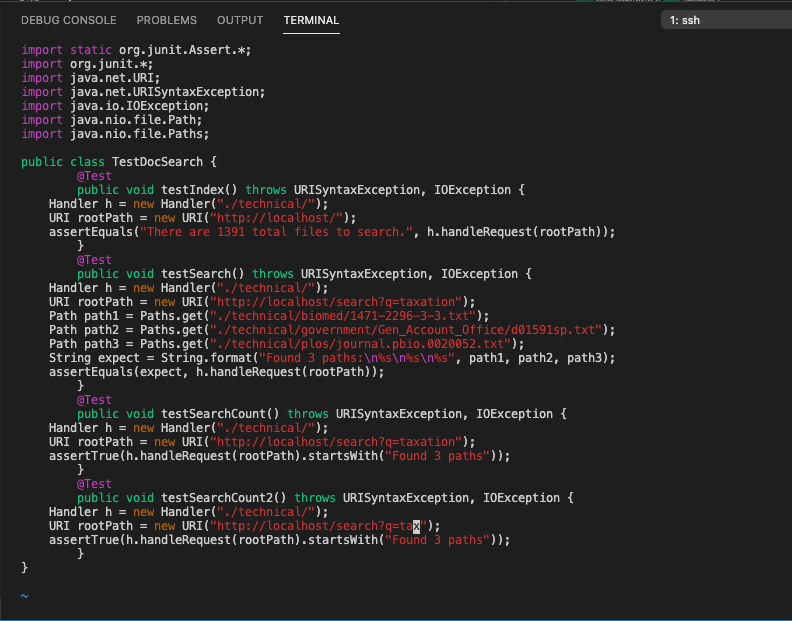 DEBUG CONSOLE PROBLEMS OUTPUT TERMINAL 1: ssh
import static org.junit.Assert.*;
import org.junit.*;
import java.net.URI;
import java.net.URISyntaxException;
import java.io.IOException;
import java.nio.file.Path;
import java.nio.file.Paths;

public class TestDocSearch {
        @Test
        public void testIndex() throws URISyntaxException, IOException {
    Handler h = new Handler("./technical/");
    URI rootPath = new URI("http://localhost/");
    assertEquals("There are 1391 total files to search.", h.handleRequest(rootPath));
        }
        @Test
        public void testSearch() throws URISyntaxException, IOException {
    Handler h = new Handler("./technical/");
    URI rootPath = new URI("http://localhost/search?q=taxation");
    Path path1 = Paths.get("./technical/biomed/1471-2296-3-3.txt");
    Path path2 = Paths.get("./technical/government/Gen_Account_Office/d01591sp.txt");
    Path path3 = Paths.get("./technical/plos/journal.pbio.0020052.txt");
    String expect = String.format("Found 3 paths:\n%s\n%s\n%s", path1, path2, path3);
    assertEquals(expect, h.handleRequest(rootPath));
        }
        @Test
        public void testSearchCount() throws URISyntaxException, IOException {
    Handler h = new Handler("./technical/");
    URI rootPath = new URI("http://localhost/search?q=taxation");
    assertTrue(h.handleRequest(rootPath).startsWith("Found 3 paths"));
        }
        @Test
        public void testSearchCount2() throws URISyntaxException, IOException {
    Handler h = new Handler("./technical/");
    URI rootPath = new URI("http://localhost/search?q=tax");
    assertTrue(h.handleRequest(rootPath).startsWith("Found 3 paths"));
        }
}

~